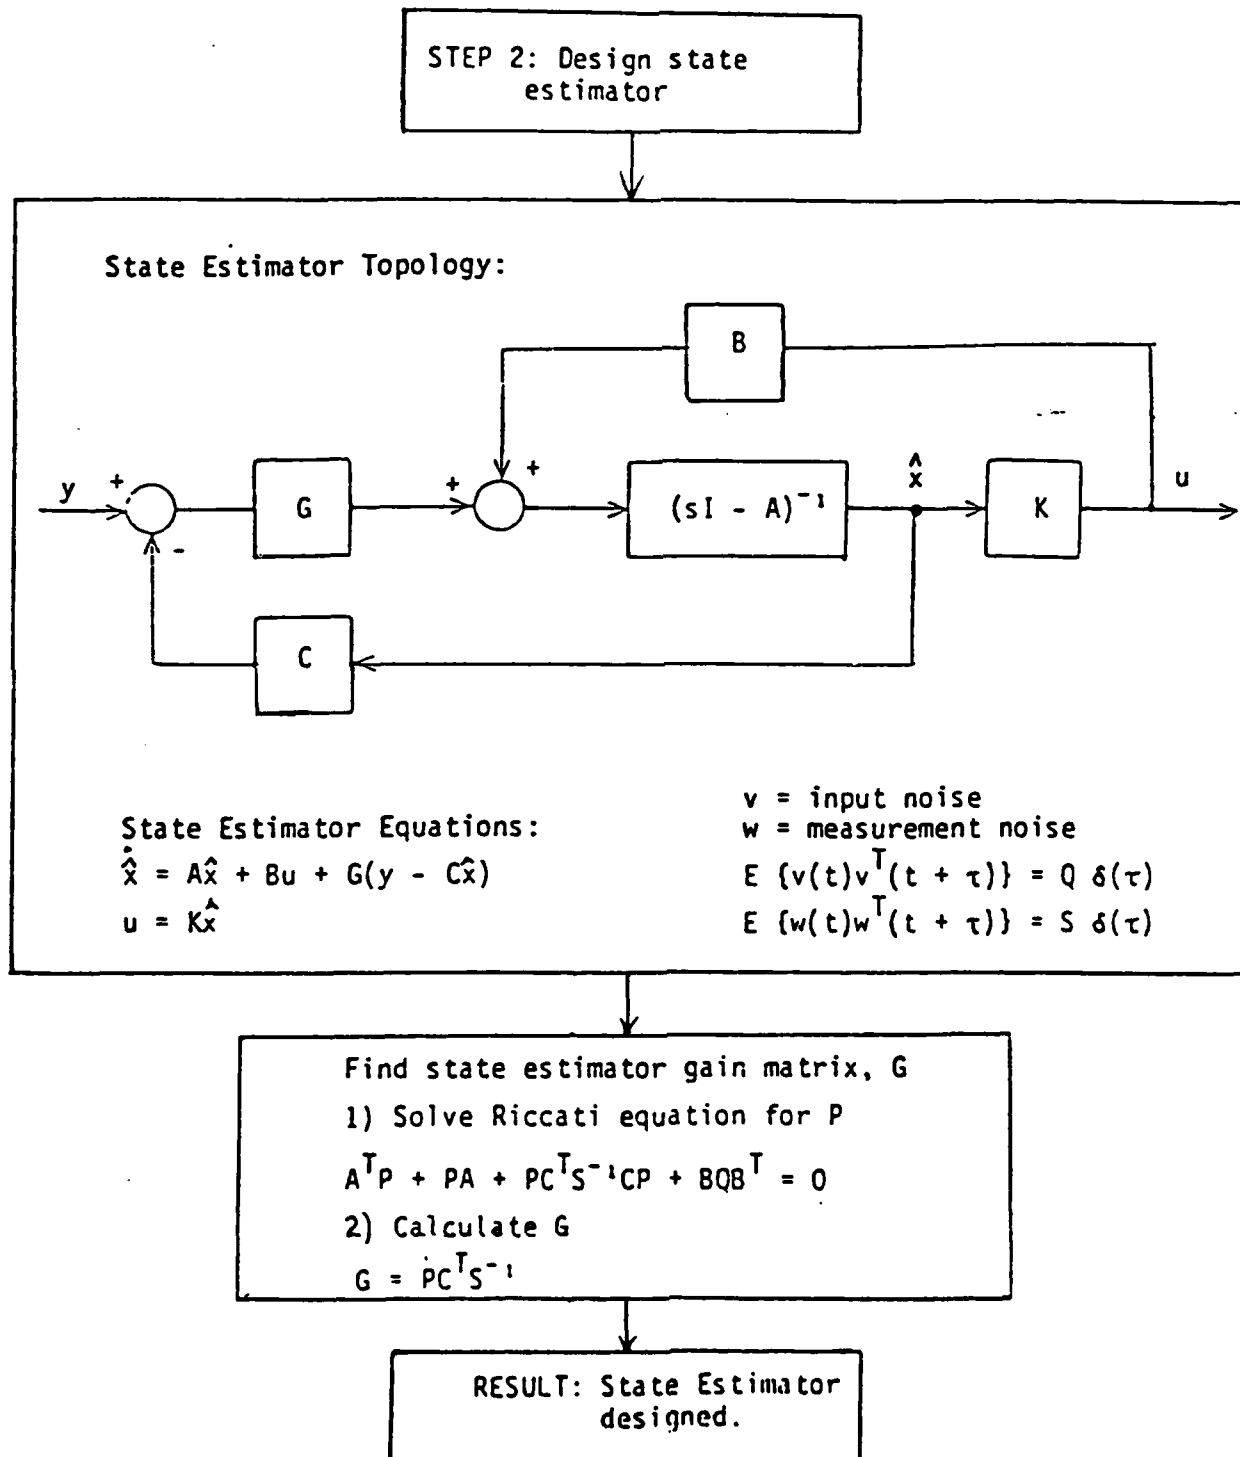 STEP 2: Design state
estimator
State Estimator Topology:
B
y
+
-
G
+
+
(sI - A)⁻¹
x̂
K
u
C
State Estimator Equations:
x̂̇ = Ax̂ + Bu + G(y - Cx̂)
u = Kx̂
v = input noise
w = measurement noise
E {v(t)vᵀ(t + τ)} = Q δ(τ)
E {w(t)wᵀ(t + τ)} = S δ(τ)
Find state estimator gain matrix, G
1) Solve Riccati equation for P
AᵀP + PA + PCᵀS⁻¹CP + BQBᵀ = 0
2) Calculate G
G = PCᵀS⁻¹
RESULT: State Estimator
designed.